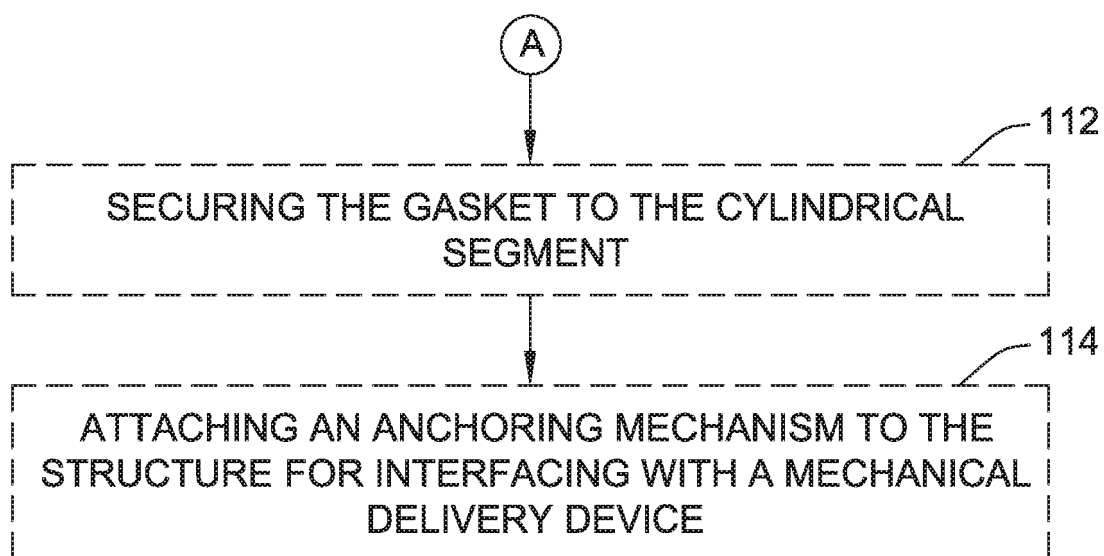 A
112
SECURING THE GASKET TO THE CYLINDRICAL
SEGMENT
114
ATTACHING AN ANCHORING MECHANISM TO THE
STRUCTURE FOR INTERFACING WITH A MECHANICAL
DELIVERY DEVICE